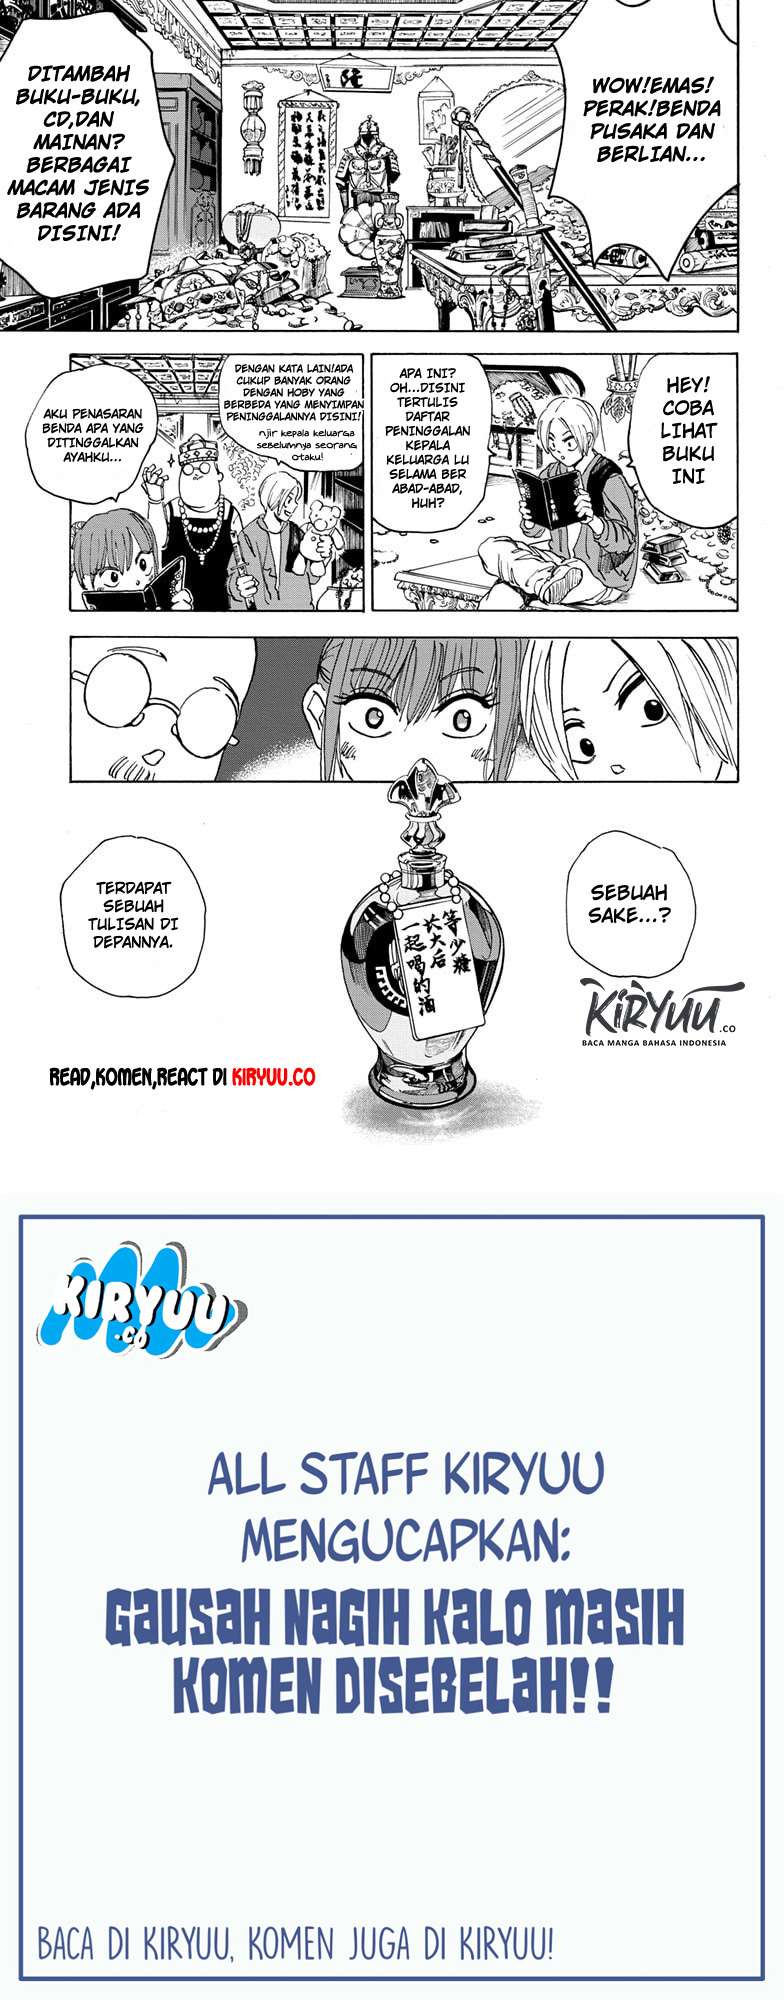 WOW!EMAS!
PERAK!BENDA
PUSAKA DAN
BERLIAN...
DITAMBAH
BUKU-BUKU,
CD,DAN
MAINAN?
BERBAGAI
MACAM JENIS
BARANG ADA
DISINI!
HEY!
COBA
LIHAT
BUKU
INI
APA INI?
OH...DISINI
TERTULIS
DAFTAR
PENINGGALAN
KEPALA
KELUARGA LU
SELAMA BER
ABAD-ABAD,
HUH?
DENGAN KATA LAIN!ADA
CUKUP BANYAK ORANG
DENGAN HOBY YANG
BERBEDA YANG MENYIMPAN
PENINGGALANNYA DISINI!
njir kepala keluarga
sebelumnya seorang
otaku!
AKU PENASARAN
BENDA APA YANG
DITINGGALKAN
AYAHKU...
SEBUAH
SAKE...?
TERDAPAT
SEBUAH
TULISAN DI
DEPANNYA.
等少糖
长大后
一起喝的酒
KIRYUU.CO
BACA MANGA BAHASA INDONESIA
READ,KOMEN,REACT DI KIRYUU.CO
KIRYUU
.CO
ALL STAFF KIRYUU
MENGUCAPKAN:
GAUSAH NAGIH KALO MASIH
KOMEN DISEBELAH!!
BACA DI KIRYUU, KOMEN JUGA DI KIRYUU!